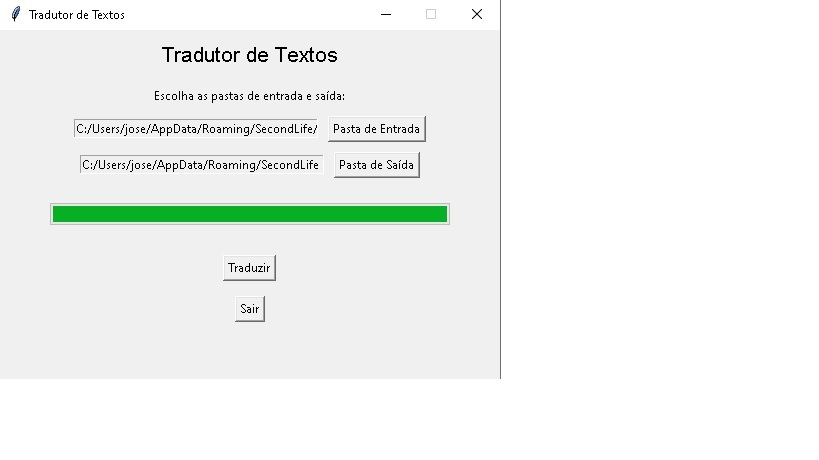 Tradutor de Textos
Tradutor de Textos
Escolha as pastas de entrada e saída:
C:/Users/jose/AppData/Roaming/SecondLife/ Pasta de Entrada
C:/Users/jose/AppData/Roaming/SecondLife Pasta de Saída
Traduzir
Sair